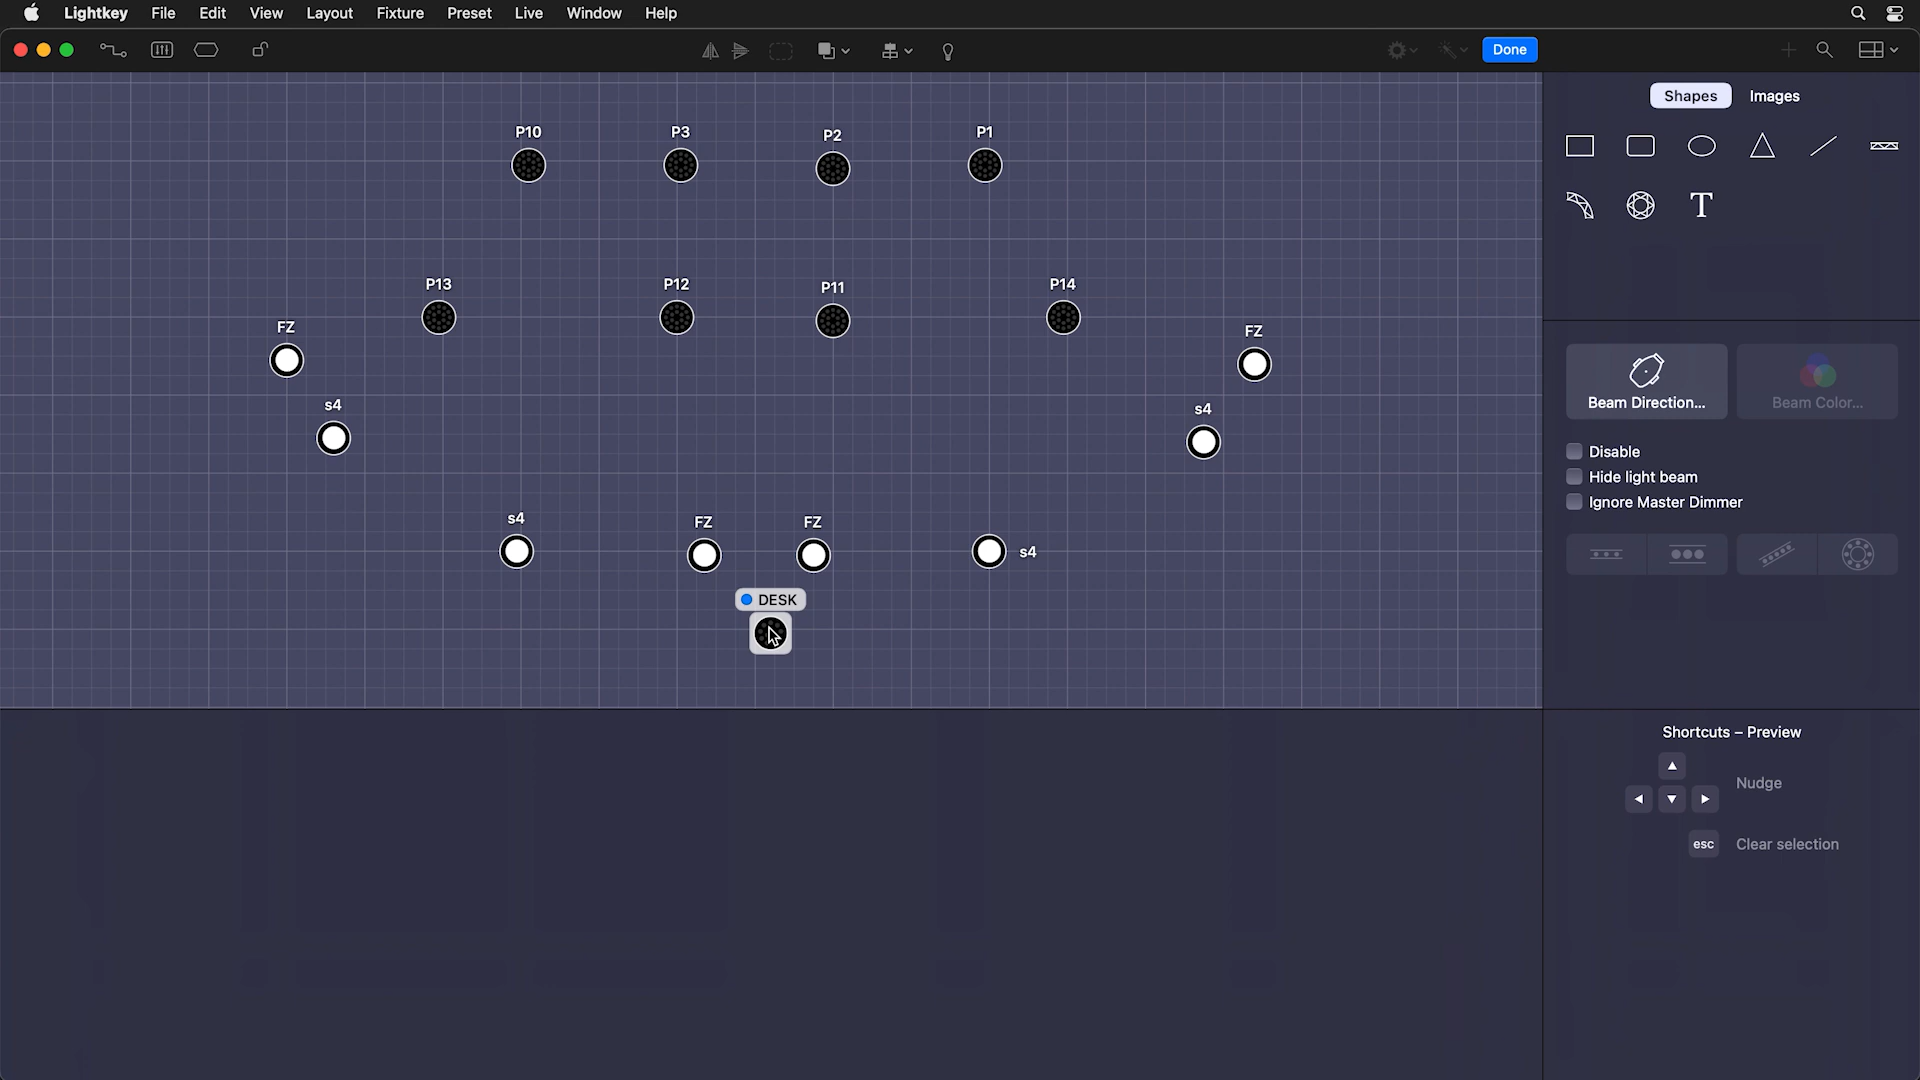 Lightkey File Edit View Layout Fixture Preset Live Window Help
Done
Shapes Images
T
P10 P3 P2 P1
P13 P12 P11 P14
FZ FZ
s4 s4
s4 FZ FZ s4
DESK
Beam Direction... Beam Color...
Disable
Hide light beam
Ignore Master Dimmer
Shortcuts – Preview
Nudge
esc Clear selection